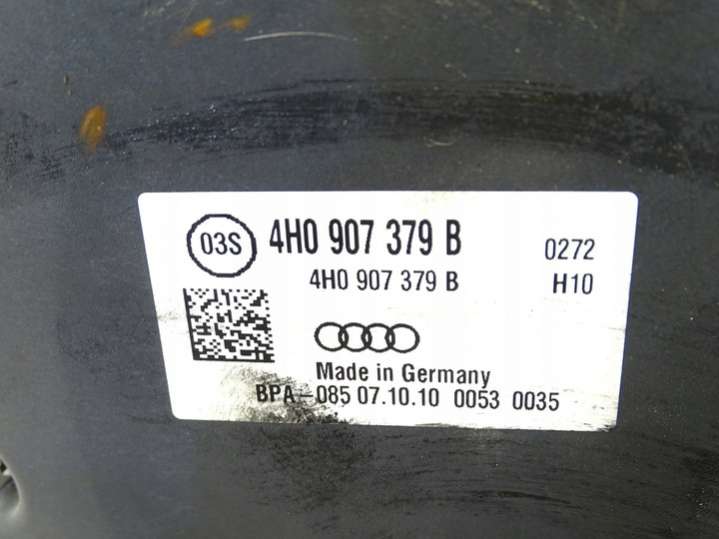 03S 4H0 907 379 B 0272
4H0 907 379 B H10
Made in Germany
BPA-085 07.10.10 0053 0035